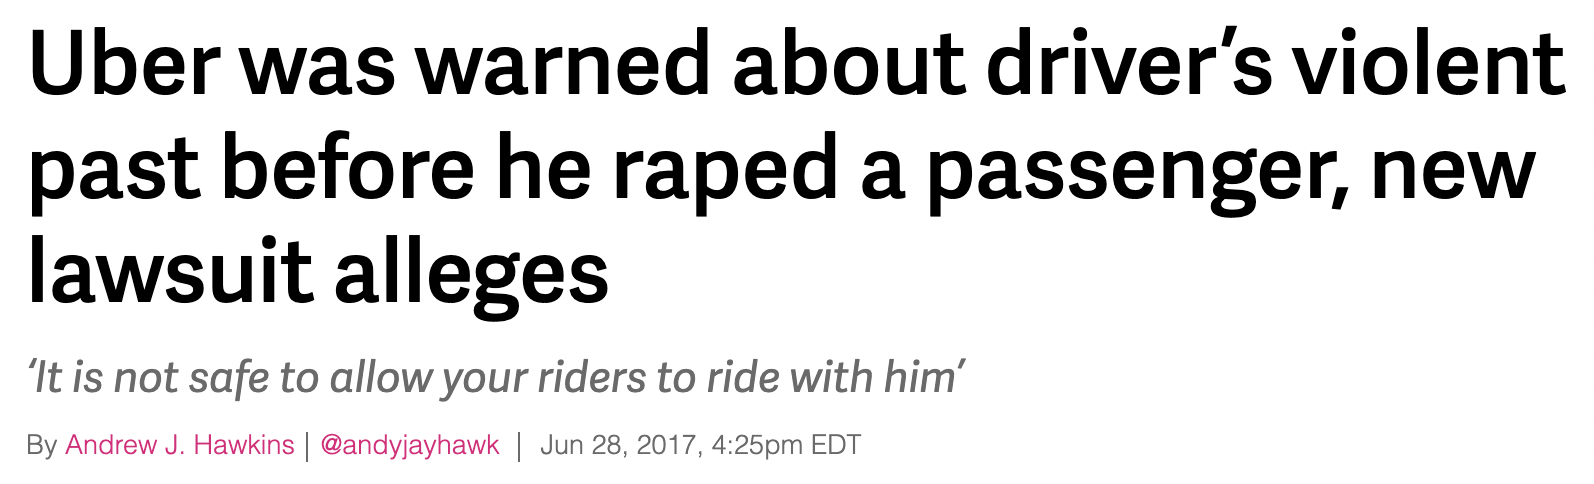 Uber was warned about driver’s violent
past before he raped a passenger, new
lawsuit alleges
‘It is not safe to allow your riders to ride with him’
By Andrew J. Hawkins | @andyjayhawk | Jun 28, 2017, 4:25pm EDT